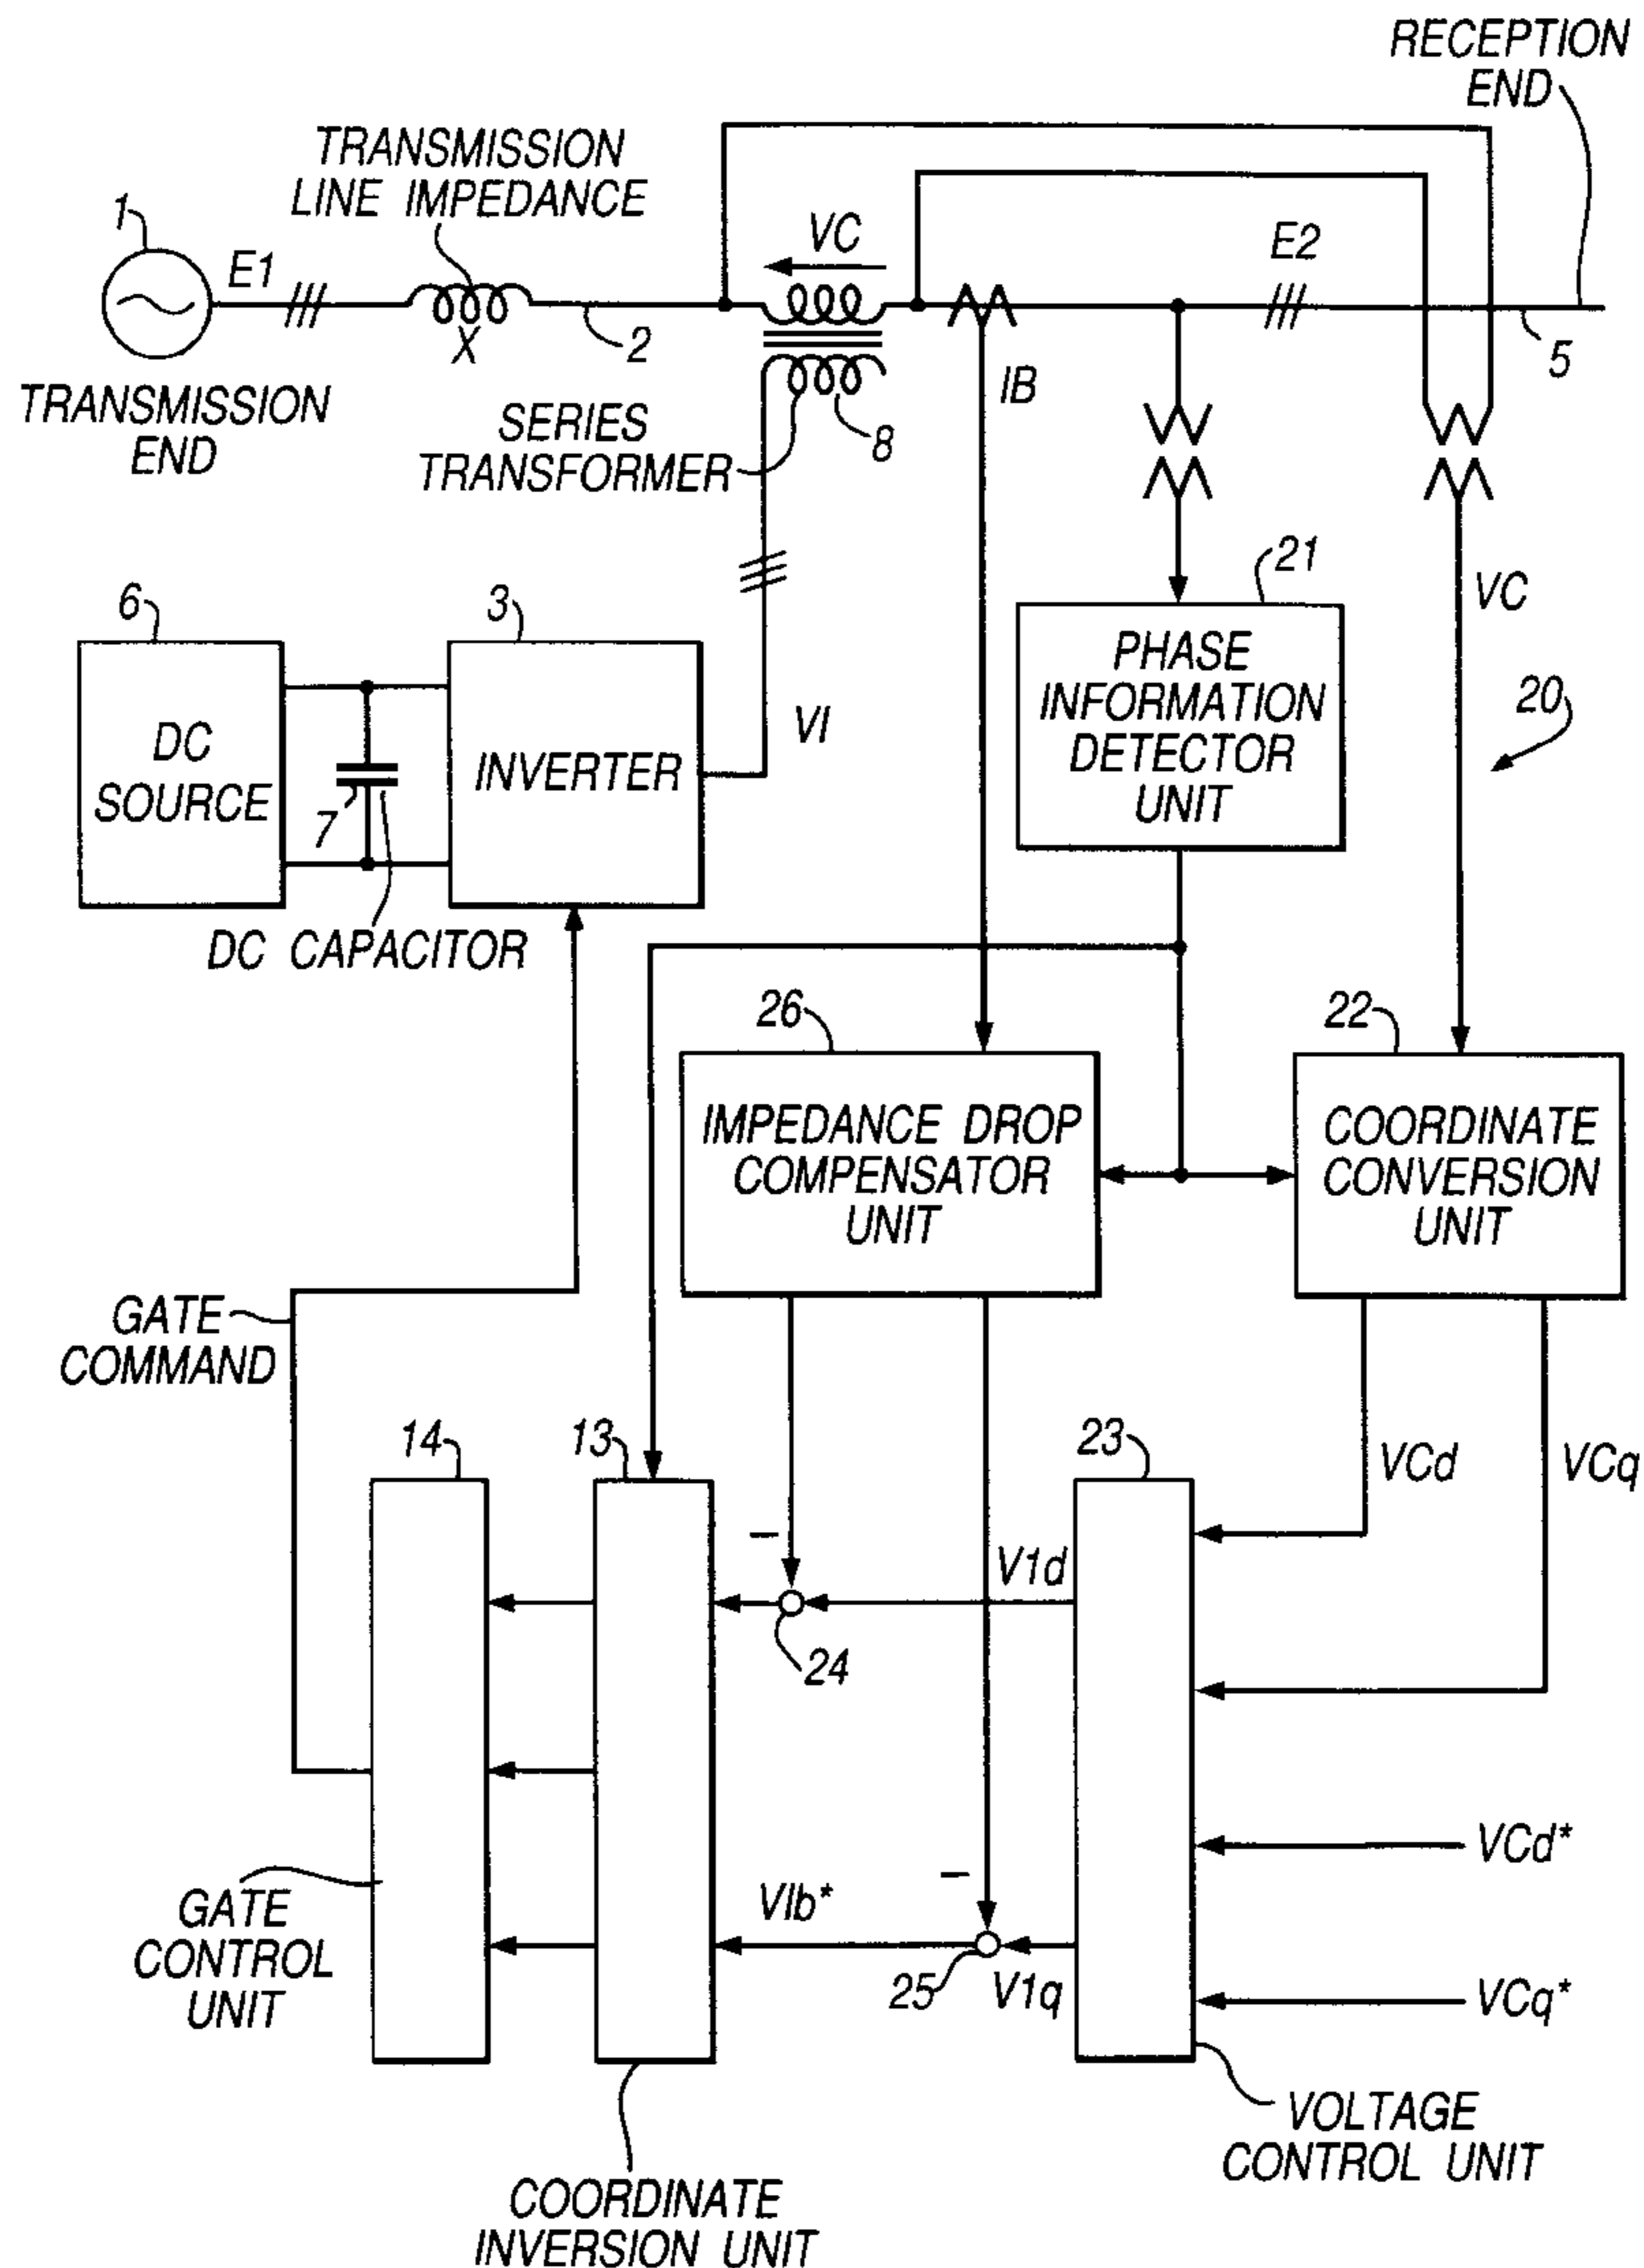 RECEPTION
END
TRANSMISSION
LINE IMPEDANCE
1
E1
VC
E2
X
2
5
TRANSMISSION
END
IB
SERIES
TRANSFORMER
8
21
VC
6
3
PHASE
INFORMATION
DETECTOR
UNIT
20
DC
SOURCE
7
INVERTER
VI
DC CAPACITOR
26
22
IMPEDANCE DROP
COMPENSATOR
UNIT
COORDINATE
CONVERSION
UNIT
GATE
COMMAND
14
13
23
VCd
VCq
–
V1d
24
VCd*
–
VIb*
GATE
CONTROL
UNIT
25
V1q
VCq*
VOLTAGE
CONTROL UNIT
COORDINATE
INVERSION UNIT